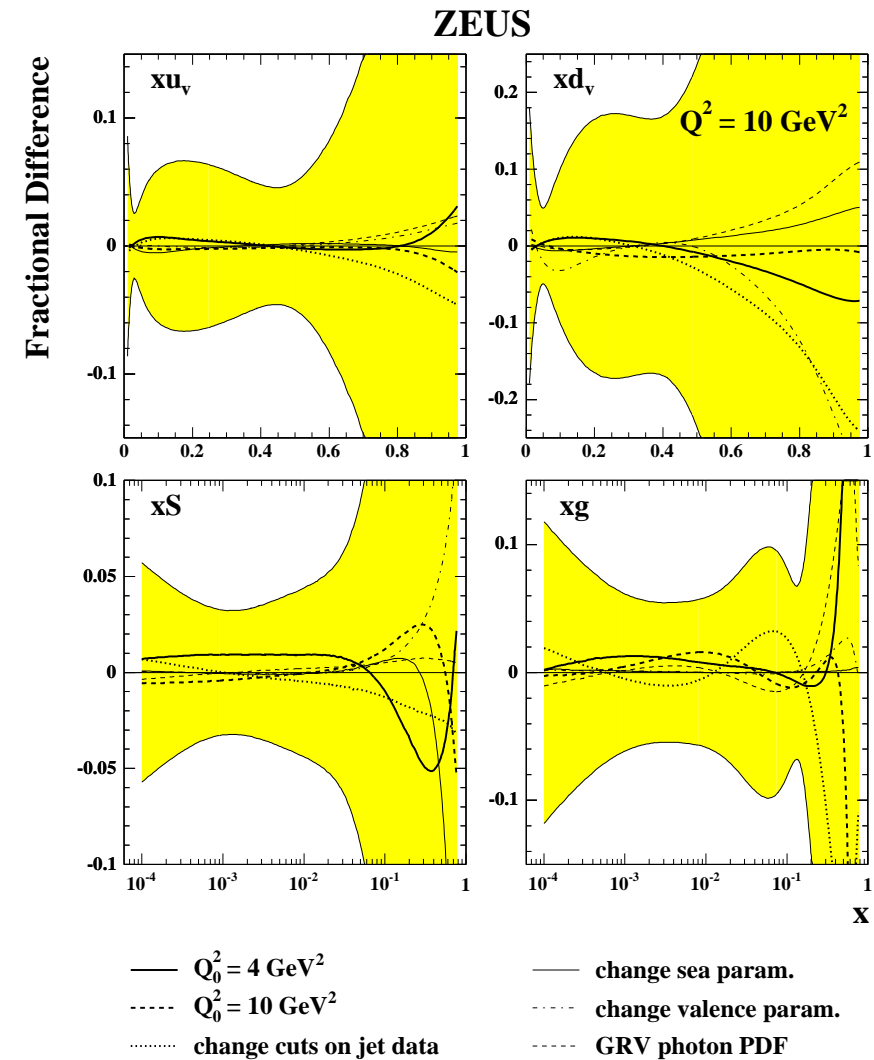 ZEUS
Fractional Difference
xu_v
0.1
0
-0.1
0 0.2 0.4 0.6 0.8 1
xd_v
Q^2 = 10 GeV^2
0.2
0.1
0
-0.1
-0.2
0 0.2 0.4 0.6 0.8 1
xS
0.1
0.05
0
-0.05
-0.1
10^-4 10^-3 10^-2 10^-1 1
xg
0.1
0
-0.1
10^-4 10^-3 10^-2 10^-1 1
x
Q_0^2 = 4 GeV^2
Q_0^2 = 10 GeV^2
change cuts on jet data
change sea param.
change valence param.
GRV photon PDF